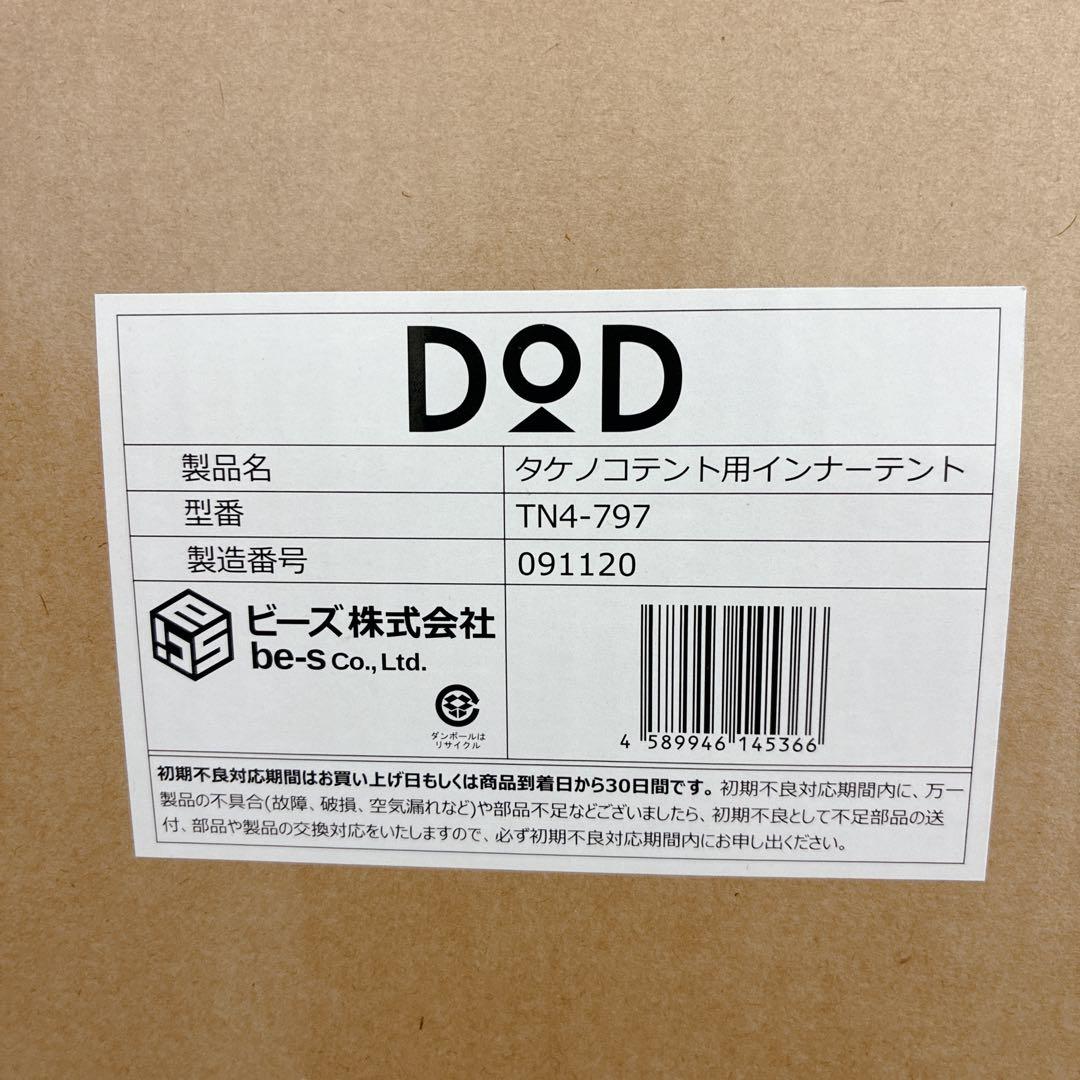 DOD
製品名 タケノコテント用インナーテント
型番 TN4-797
製造番号 091120
ビーズ株式会社
be-s Co., Ltd.
ダンボールは
リサイクル
4 589946 145366
初期不良対応期間はお買い上げ日もしくは商品到着日から30日間です。初期不良対応期間内に、万一
製品の不具合(故障、破損、空気漏れなど)や部品不足などございましたら、初期不良として不足部品の送
付、部品や製品の交換対応をいたしますので、必ず初期不良対応期間内にお申し出ください。